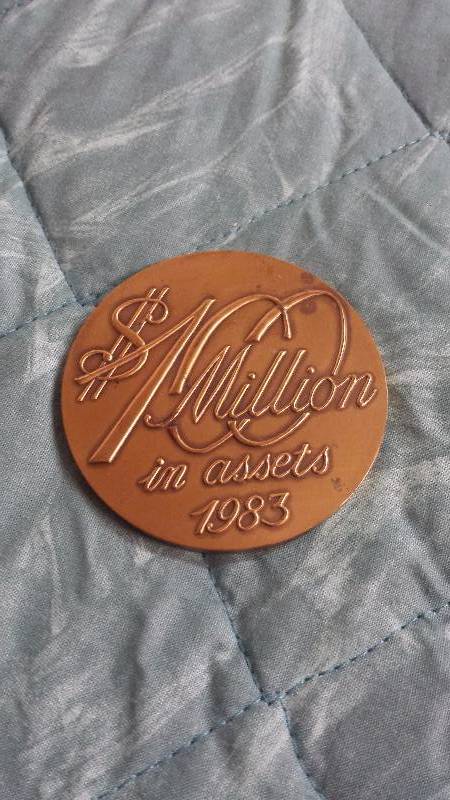 $100
Million
in assets
1983